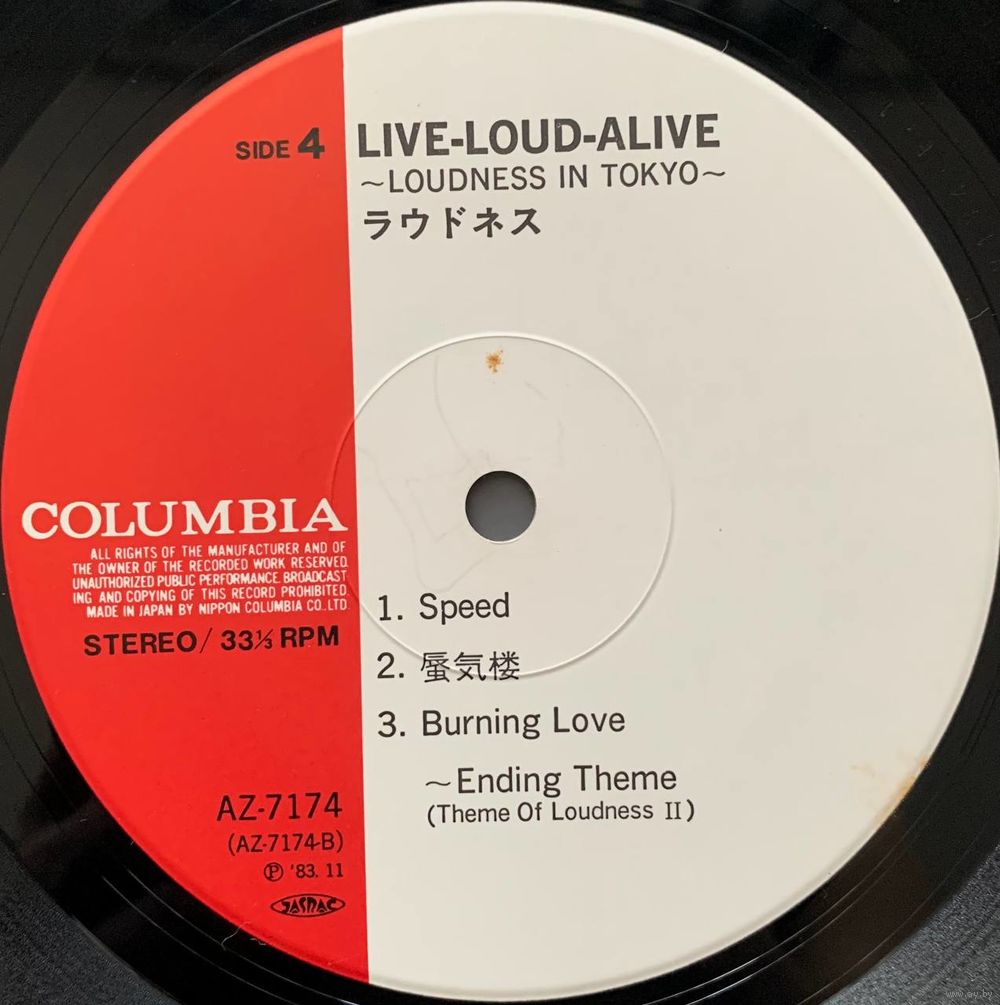 SIDE 4
LIVE-LOUD-ALIVE
~LOUDNESS IN TOKYO~
ラウドネス
COLUMBIA
ALL RIGHTS OF THE MANUFACTURER AND OF
THE OWNER OF THE RECORDED WORK RESERVED.
UNAUTHORIZED PUBLIC PERFORMANCE. BROADCAST
ING AND COPYING OF THIS RECORD PROHIBITED
MADE IN JAPAN BY NIPPON COLUMBIA CO., LTD.
STEREO/ 33⅓ RPM
1. Speed
2. 蜃気楼
3. Burning Love
~Ending Theme
(Theme Of Loudness II)
AZ-7174
(AZ-7174-B)
Ⓟ '83. 11
JASRAC
www.ay.by